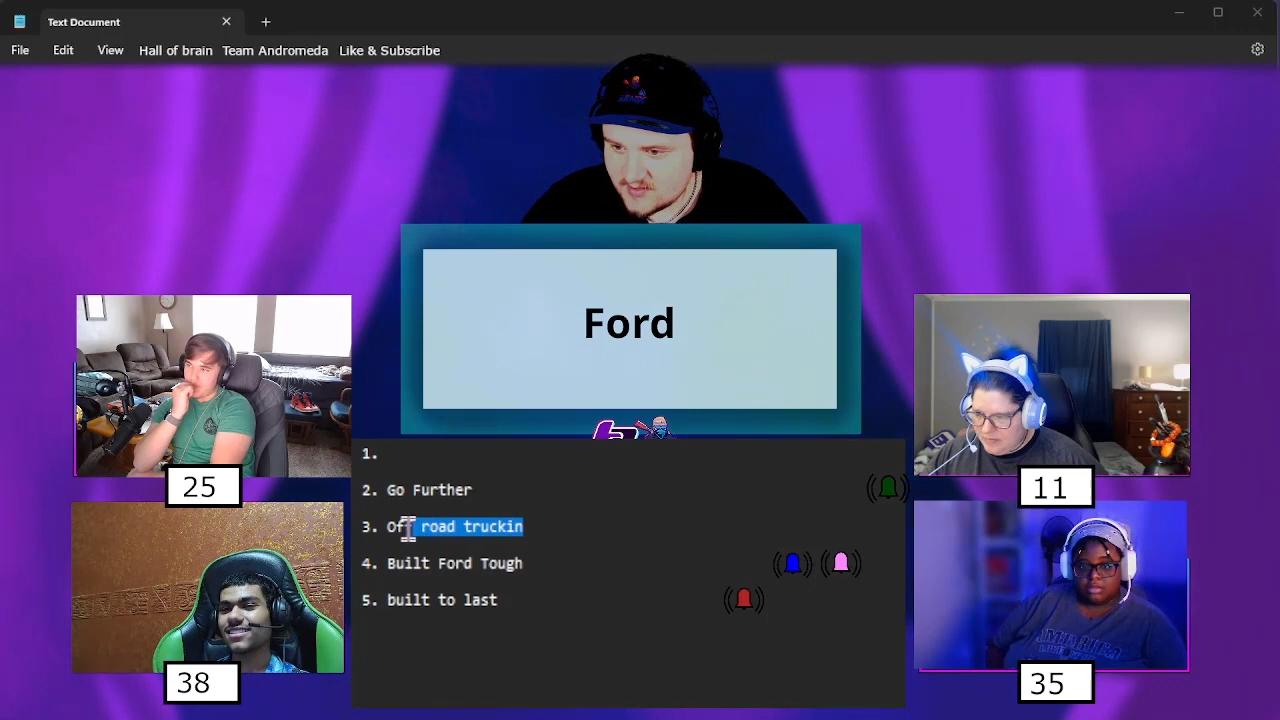 Text Document
File Edit View Hall of brain Team Andromeda Like & Subscribe
Ford
1.
2. Go Further
3. Off road truckin
4. Built Ford Tough
5. built to last
25
11
38
35
AMERICA